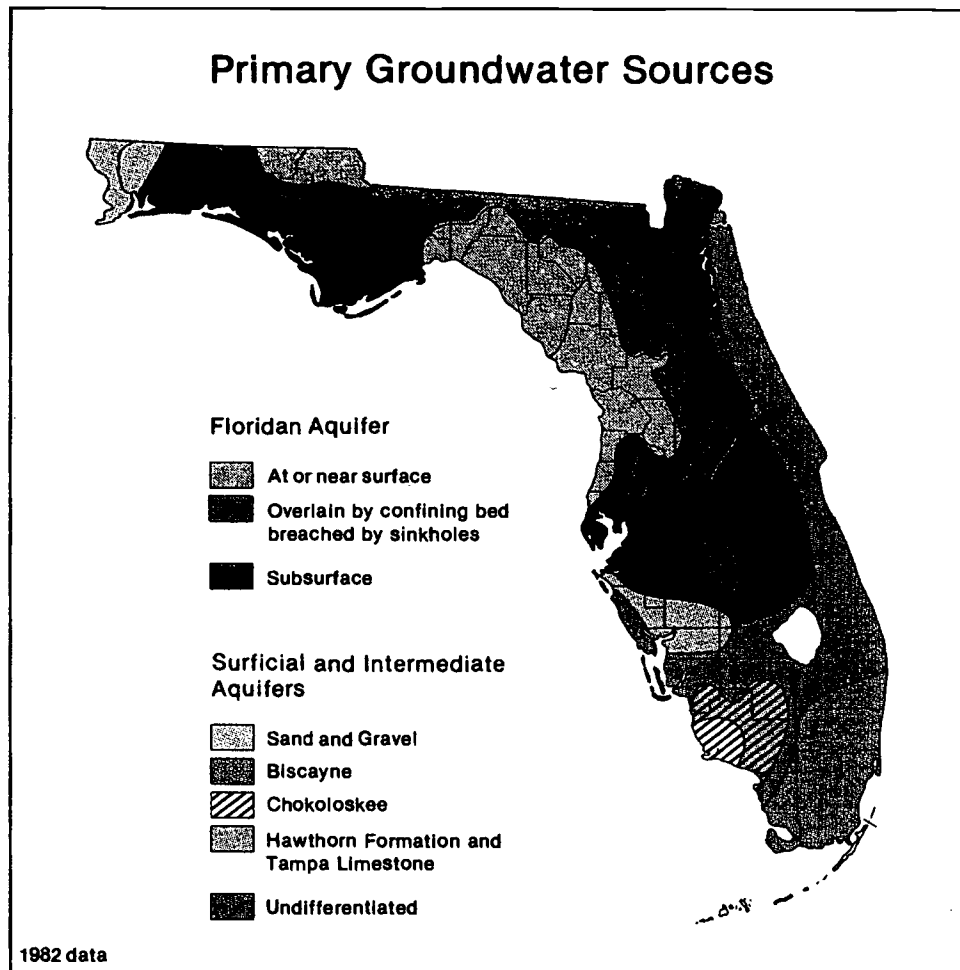 Primary Groundwater Sources
Floridan Aquifer
At or near surface
Overlain by confining bed
breached by sinkholes
Subsurface
Surficial and Intermediate
Aquifers
Sand and Gravel
Biscayne
Chokoloskee
Hawthorn Formation and
Tampa Limestone
Undifferentiated
1982 data